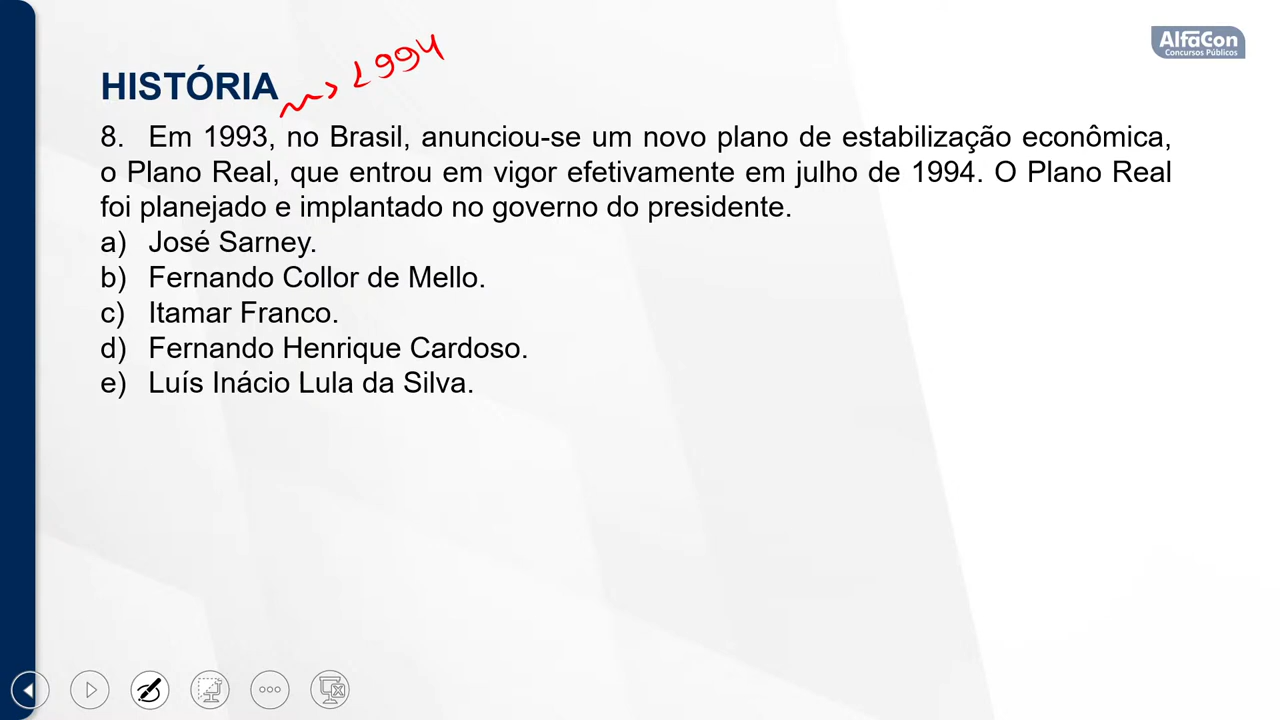 AlfaCon
Concursos Públicos
HISTÓRIA
1994
8. Em 1993, no Brasil, anunciou-se um novo plano de estabilização econômica,
o Plano Real, que entrou em vigor efetivamente em julho de 1994. O Plano Real
foi planejado e implantado no governo do presidente.
a) José Sarney.
b) Fernando Collor de Mello.
c) Itamar Franco.
d) Fernando Henrique Cardoso.
e) Luís Inácio Lula da Silva.